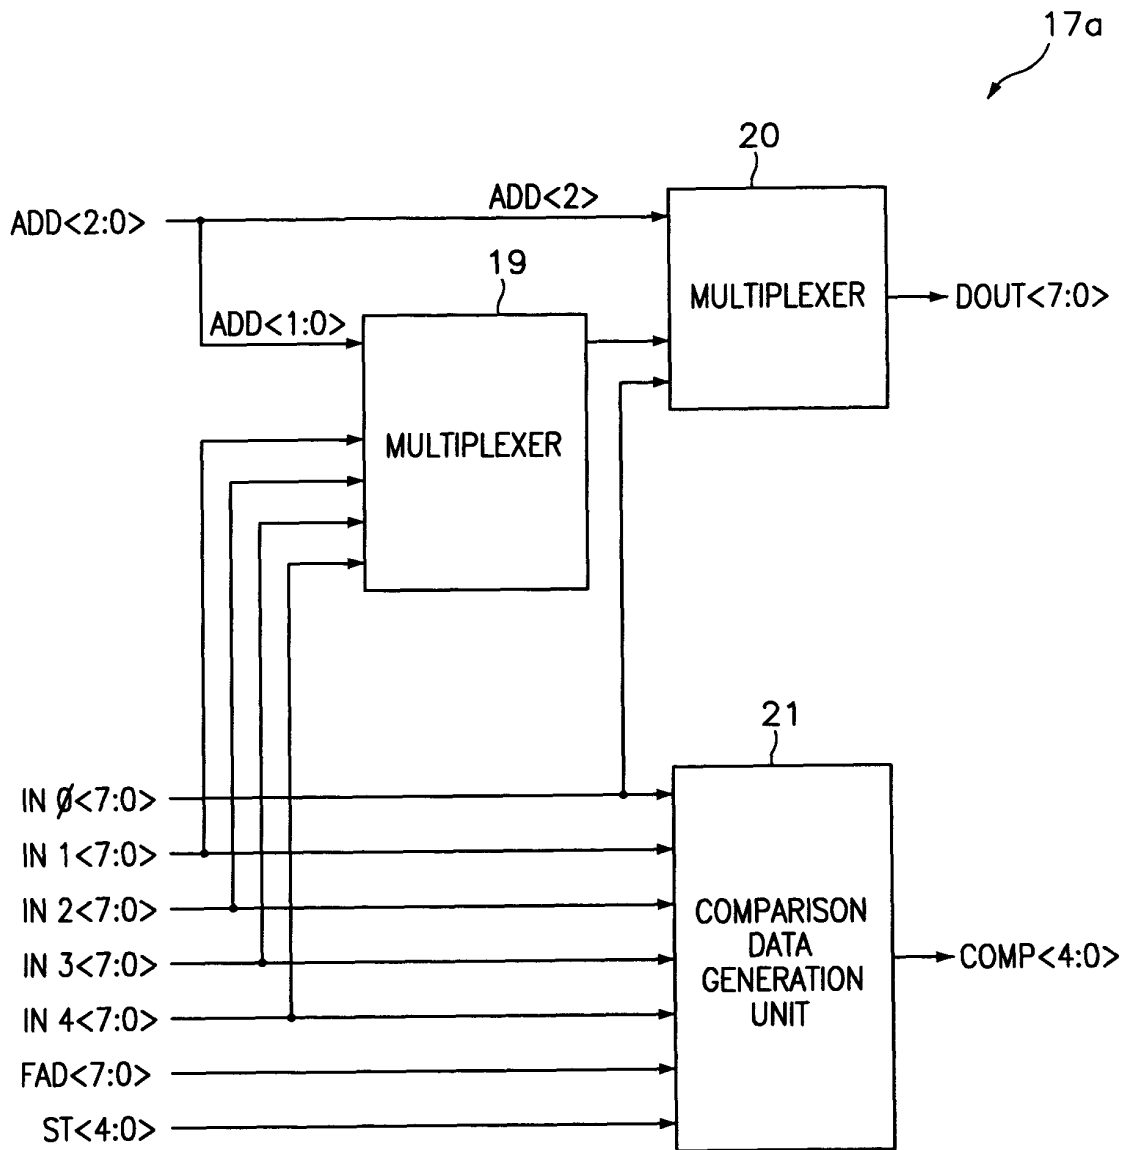 17a
20
ADD<2:0>
ADD<2>
MULTIPLEXER
DOUT<7:0>
19
ADD<1:0>
MULTIPLEXER
21
IN 0<7:0>
IN 1<7:0>
IN 2<7:0>
IN 3<7:0>
IN 4<7:0>
FAD<7:0>
ST<4:0>
COMPARISON
DATA
GENERATION
UNIT
COMP<4:0>